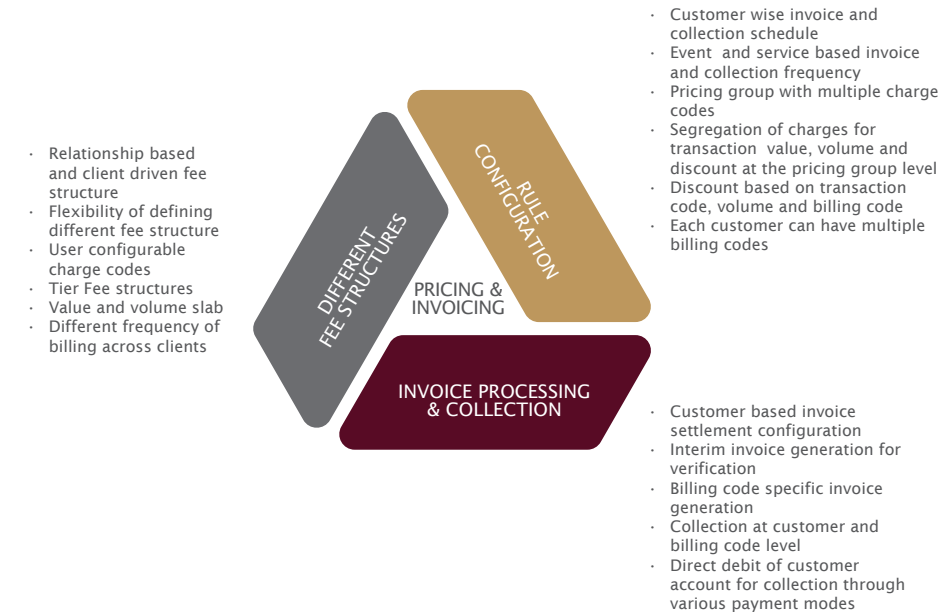 · Customer wise invoice and
collection schedule
· Event and service based invoice
and collection frequency
· Pricing group with multiple charge
codes
· Segregation of charges for
transaction value, volume and
discount at the pricing group level
· Discount based on transaction
code, volume and billing code
· Each customer can have multiple
billing codes
· Relationship based
and client driven fee
structure
· Flexibility of defining
different fee structure
· User configurable
charge codes
· Tier Fee structures
· Value and volume slab
· Different frequency of
billing across clients
RULE
CONFIGURATION
DIFFERENT
FEE STRUCTURES
PRICING &
INVOICING
INVOICE PROCESSING
& COLLECTION
· Customer based invoice
settlement configuration
· Interim invoice generation for
verification
· Billing code specific invoice
generation
· Collection at customer and
billing code level
· Direct debit of customer
account for collection through
various payment modes